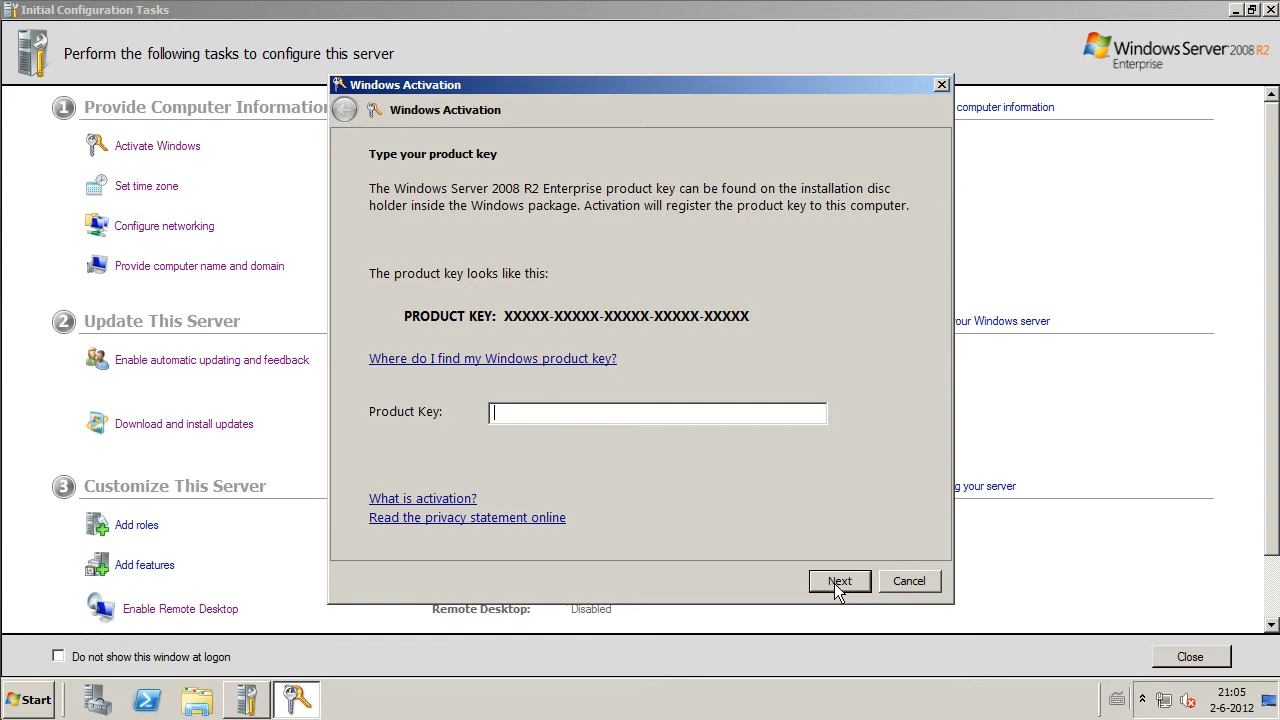 Initial Configuration Tasks
Perform the following tasks to configure this server
Windows Server 2008 R2
Enterprise
Windows Activation
Windows Activation
1 Provide Computer Information
computer information
Activate Windows
Set time zone
Configure networking
Provide computer name and domain
2 Update This Server
your Windows server
Enable automatic updating and feedback
Download and install updates
3 Customize This Server
g your server
Add roles
Add features
Enable Remote Desktop
Remote Desktop: Disabled
Type your product key
The Windows Server 2008 R2 Enterprise product key can be found on the installation disc
holder inside the Windows package. Activation will register the product key to this computer.
The product key looks like this:
PRODUCT KEY: XXXXX-XXXXX-XXXXX-XXXXX-XXXXX
Where do I find my Windows product key?
Product Key:
What is activation?
Read the privacy statement online
Next
Cancel
Do not show this window at logon
Close
Start
21:05
2-6-2012